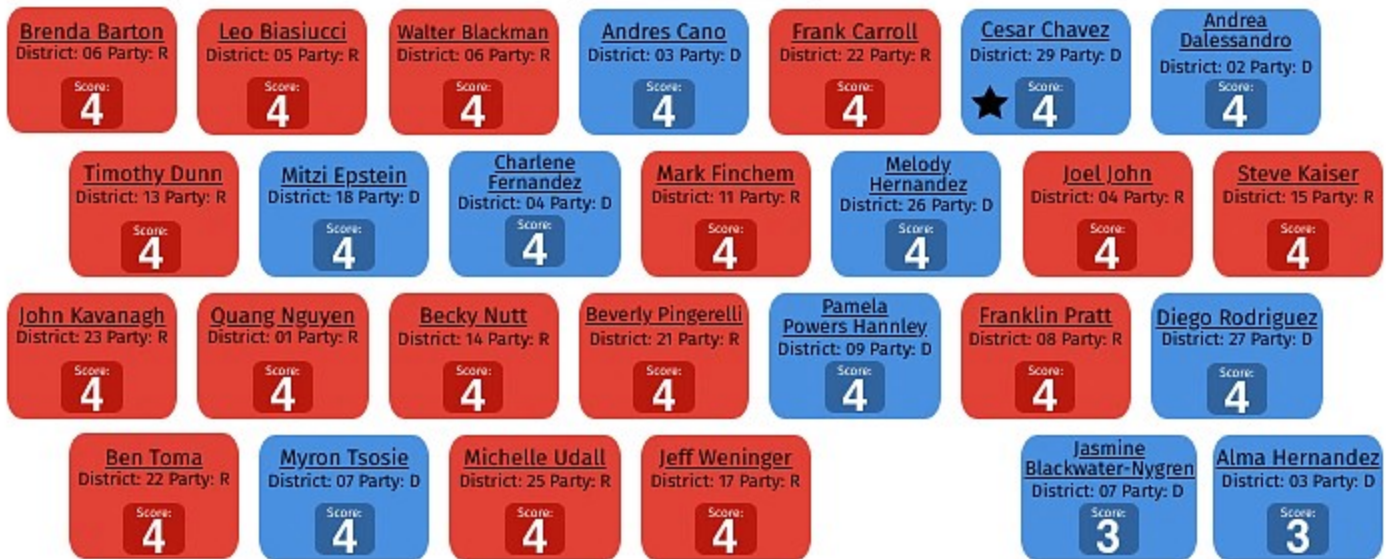 Brenda Barton
District: 06 Party: R
Score:
4
Leo Biasiucci
District: 05 Party: R
Score:
4
Walter Blackman
District: 06 Party: R
Score:
4
Andres Cano
District: 03 Party: D
Score:
4
Frank Carroll
District: 22 Party: R
Score:
4
Cesar Chavez
District: 29 Party: D
Score:
4
Andrea
Dalessandro
District: 02 Party: D
Score:
4
Timothy Dunn
District: 13 Party: R
Score:
4
Mitzi Epstein
District: 18 Party: D
Score:
4
Charlene
Fernandez
District: 04 Party: D
Score:
4
Mark Finchem
District: 11 Party: R
Score:
4
Melody
Hernandez
District: 26 Party: D
Score:
4
Joel John
District: 04 Party: R
Score:
4
Steve Kaiser
District: 15 Party: R
Score:
4
John Kavanagh
District: 23 Party: R
Score:
4
Quang Nguyen
District: 01 Party: R
Score:
4
Becky Nutt
District: 14 Party: R
Score:
4
Beverly Pingerelli
District: 21 Party: R
Score:
4
Pamela
Powers Hannley
District: 09 Party: D
Score:
4
Franklin Pratt
District: 08 Party: R
Score:
4
Diego Rodriguez
District: 27 Party: D
Score:
4
Ben Toma
District: 22 Party: R
Score:
4
Myron Tsosie
District: 07 Party: D
Score:
4
Michelle Udall
District: 25 Party: R
Score:
4
Jeff Weninger
District: 17 Party: R
Score:
4
Jasmine
Blackwater-Nygren
District: 07 Party: D
Score:
3
Alma Hernandez
District: 03 Party: D
Score:
3